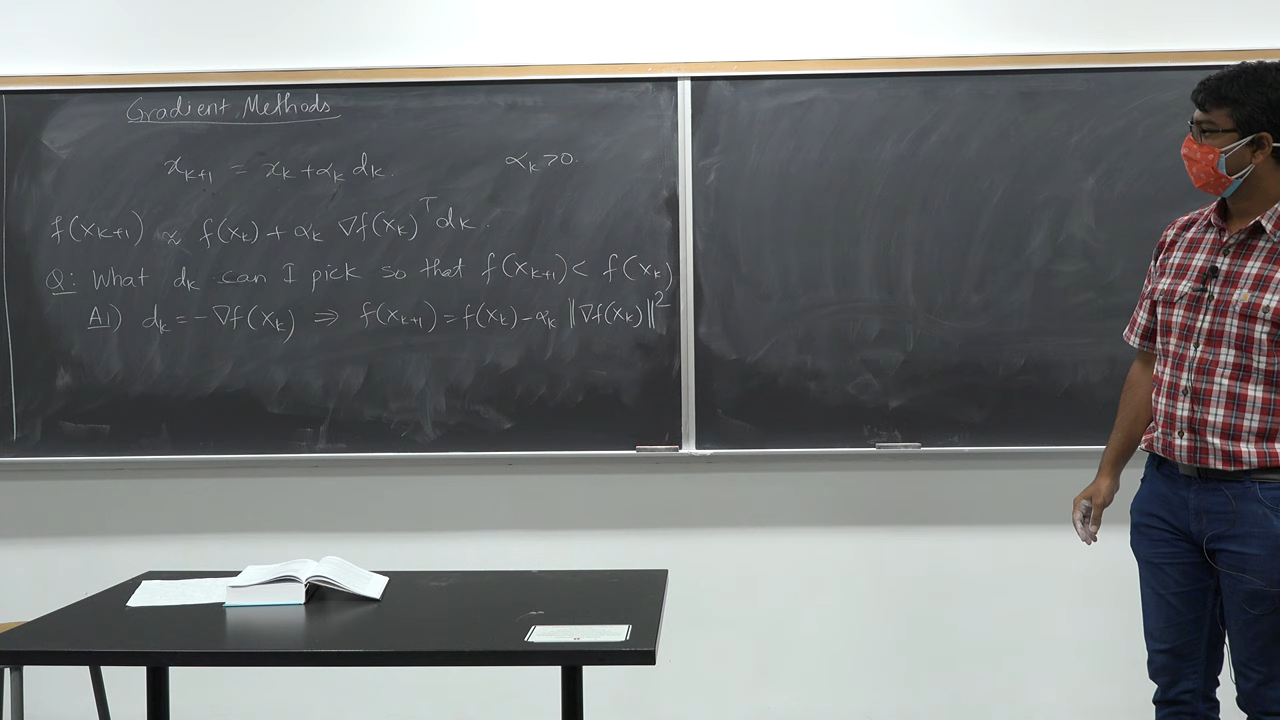 Gradient Methods
x_{k+1} = x_k + α_k d_k. α_k > 0.
f(x_{k+1}) ≈ f(x_k) + α_k ∇f(x_k)^T d_k.
Q: What d_k can I pick so that f(x_{k+1}) < f(x_k)
A1) d_k = -∇f(x_k) ⇒ f(x_{k+1}) = f(x_k) - α_k ||∇f(x_k)||^2